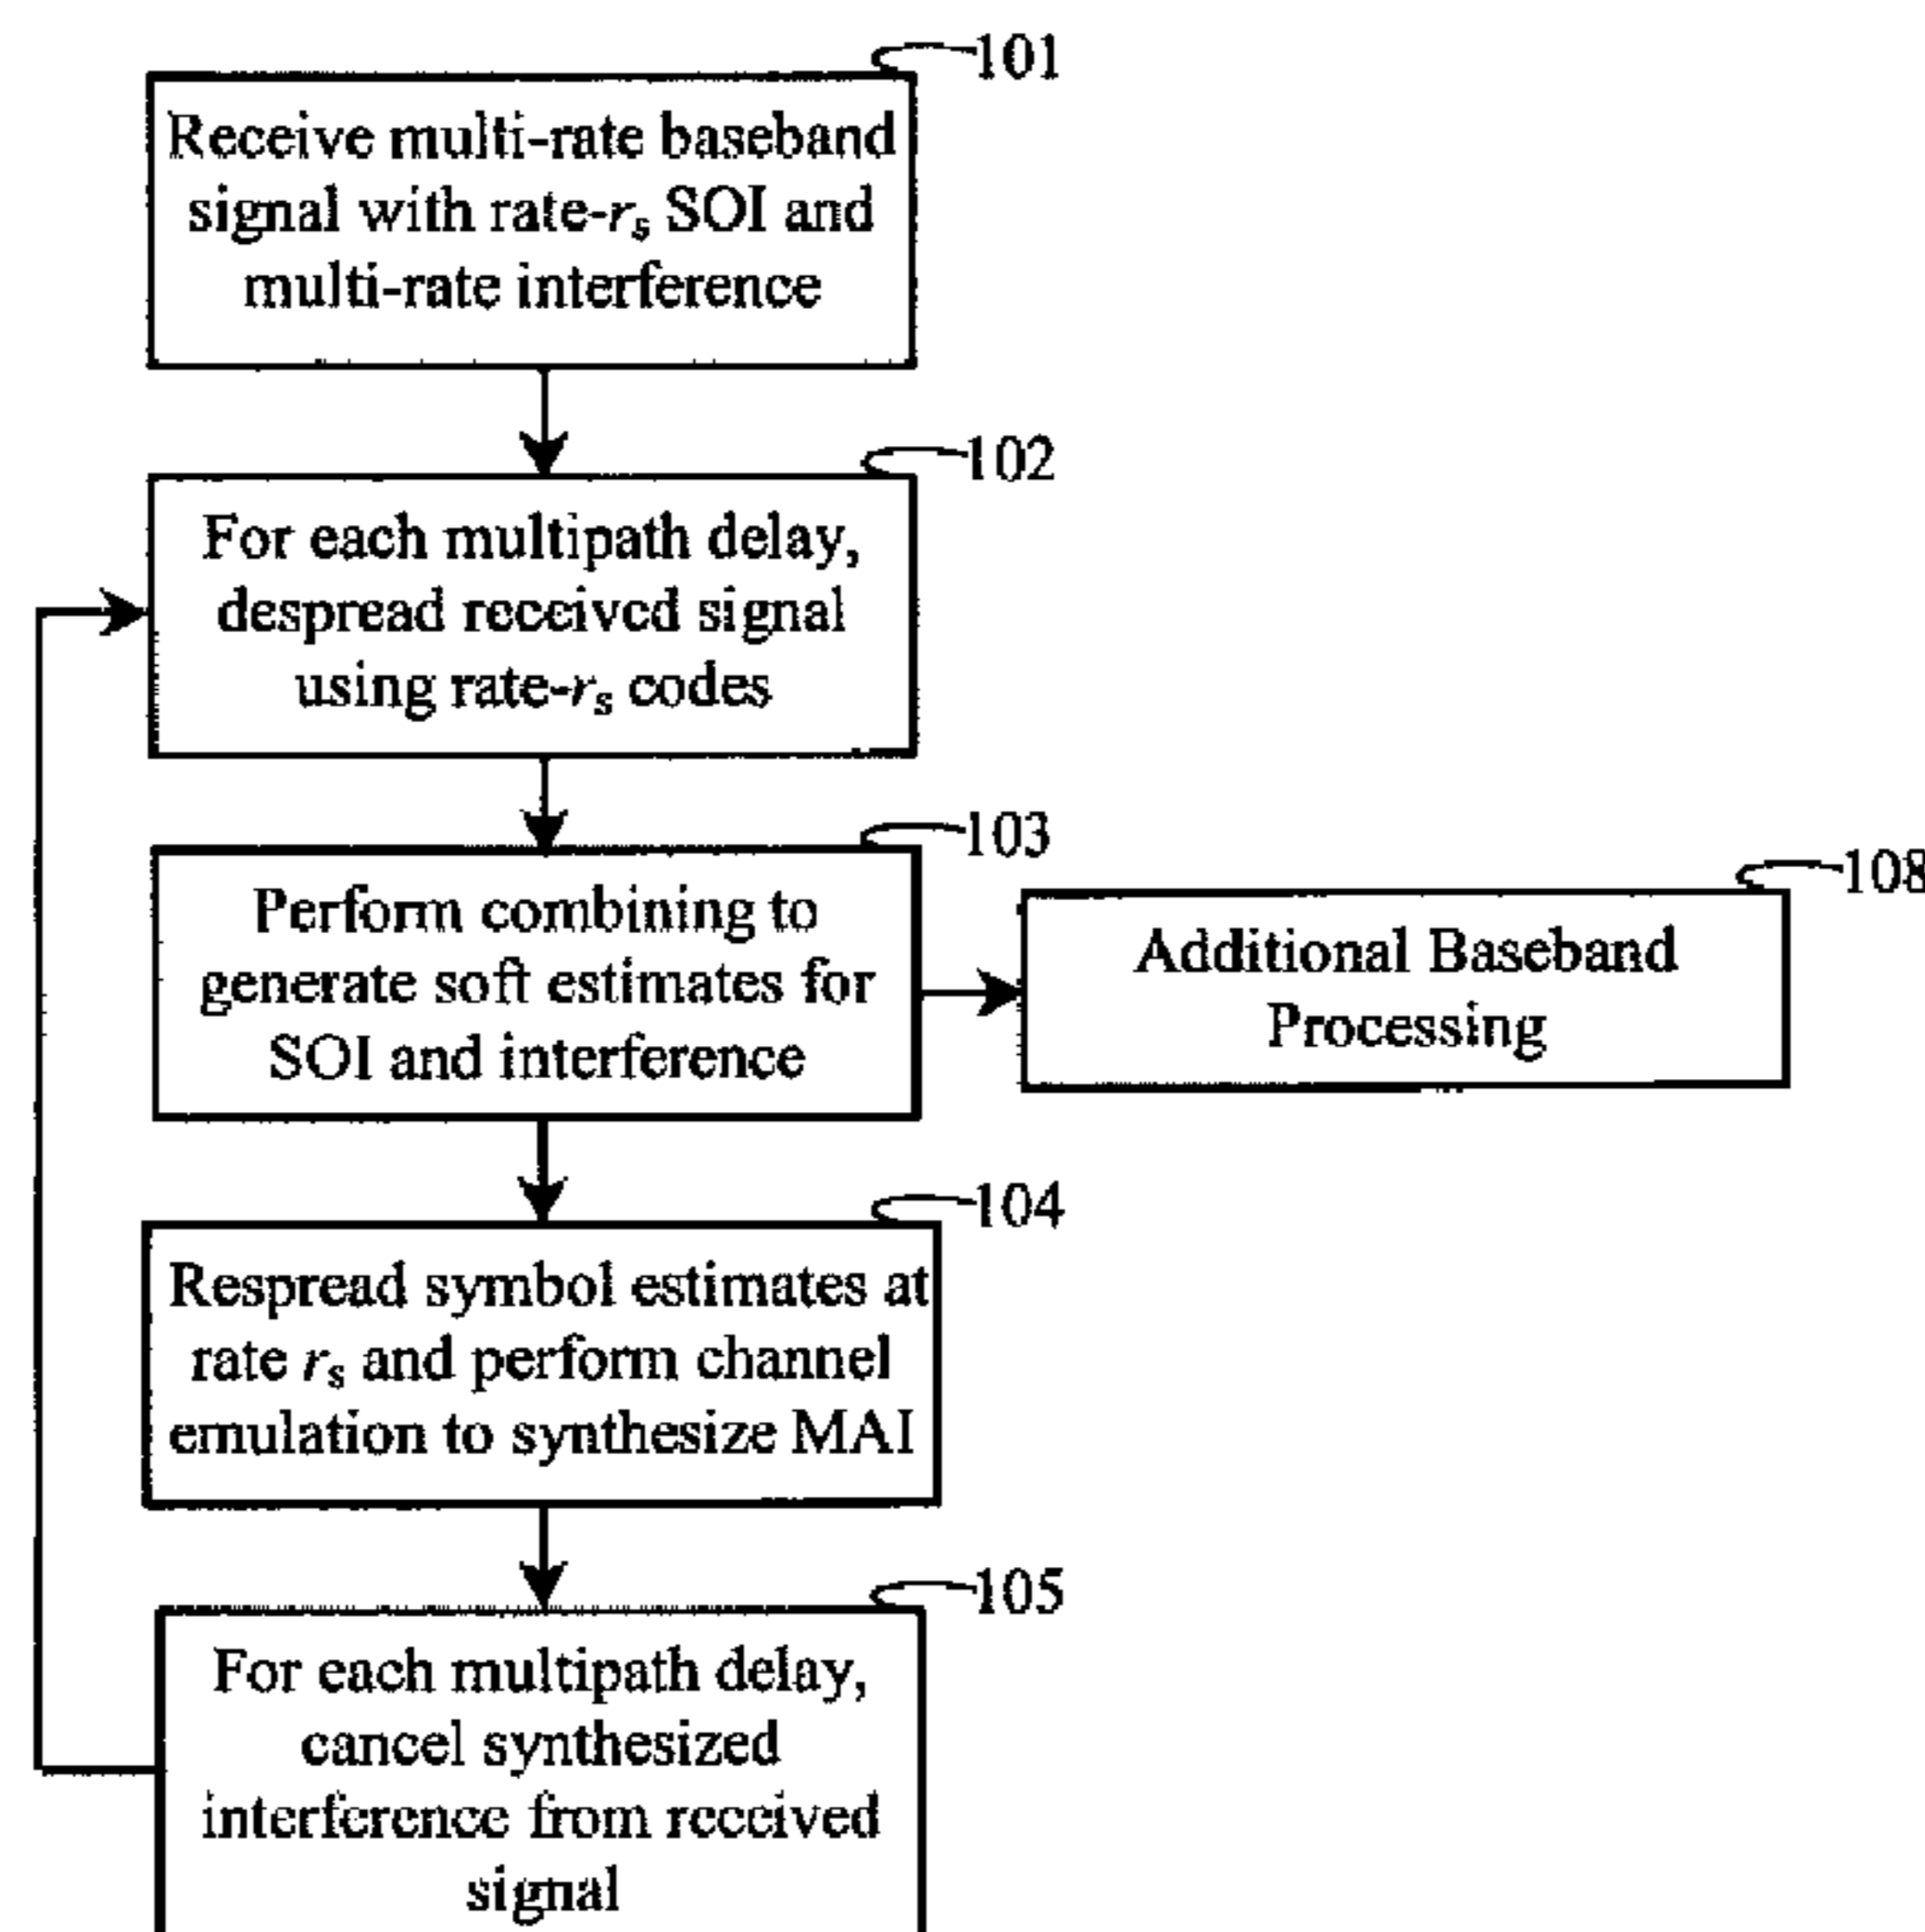 101
Receive multi-rate baseband
signal with rate-rs SOI and
multi-rate interference
102
For each multipath delay,
despread received signal
using rate-rs codes
103
Perform combining to
generate soft estimates for
SOI and interference
108
Additional Baseband
Processing
104
Respread symbol estimates at
rate rs and perform channel
emulation to synthesize MAI
105
For each multipath delay,
cancel synthesized
interference from received
signal